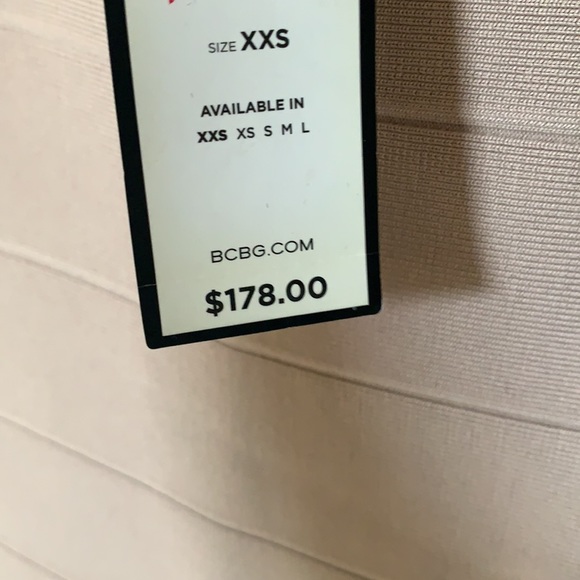 SIZE XXS
AVAILABLE IN
XXS XS S M L
BCBG.COM
$178.00